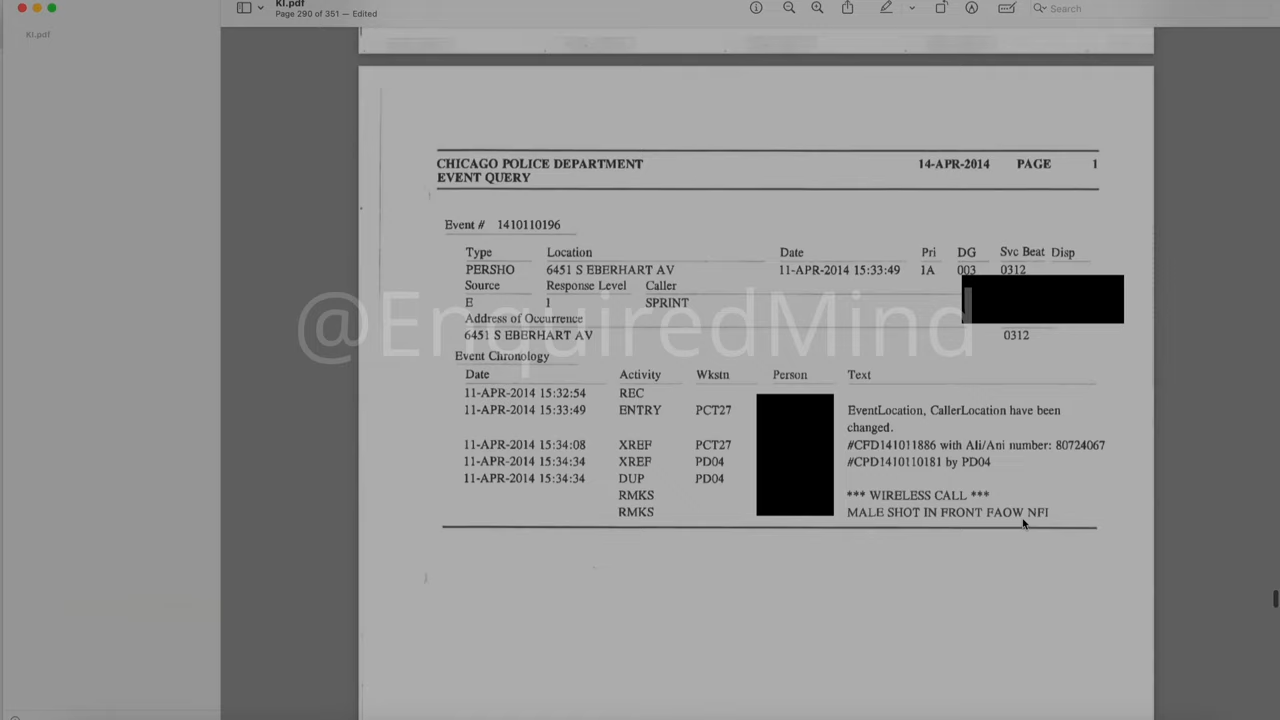 KI.pdf
Page 290 of 351 — Edited
Search
KI.pdf
CHICAGO POLICE DEPARTMENT 14-APR-2014 PAGE 1
EVENT QUERY
Event # 1410110196
Type Location Date Pri DG Svc Beat Disp
PERSHO 6451 S EBERHART AV 11-APR-2014 15:33:49 1A 003 0312
Source Response Level Caller
E 1 SPRINT
@EnquiredMind
Address of Occurrence
6451 S EBERHART AV 0312
Event Chronology
Date Activity Wkstn Person Text
11-APR-2014 15:32:54 REC
11-APR-2014 15:33:49 ENTRY PCT27 EventLocation, CallerLocation have been
changed.
11-APR-2014 15:34:08 XREF PCT27 #CFD141011886 with Ali/Ani number: 80724067
11-APR-2014 15:34:34 XREF PD04 #CPD1410110181 by PD04
11-APR-2014 15:34:34 DUP PD04
RMKS *** WIRELESS CALL ***
RMKS MALE SHOT IN FRONT FAOW NFI